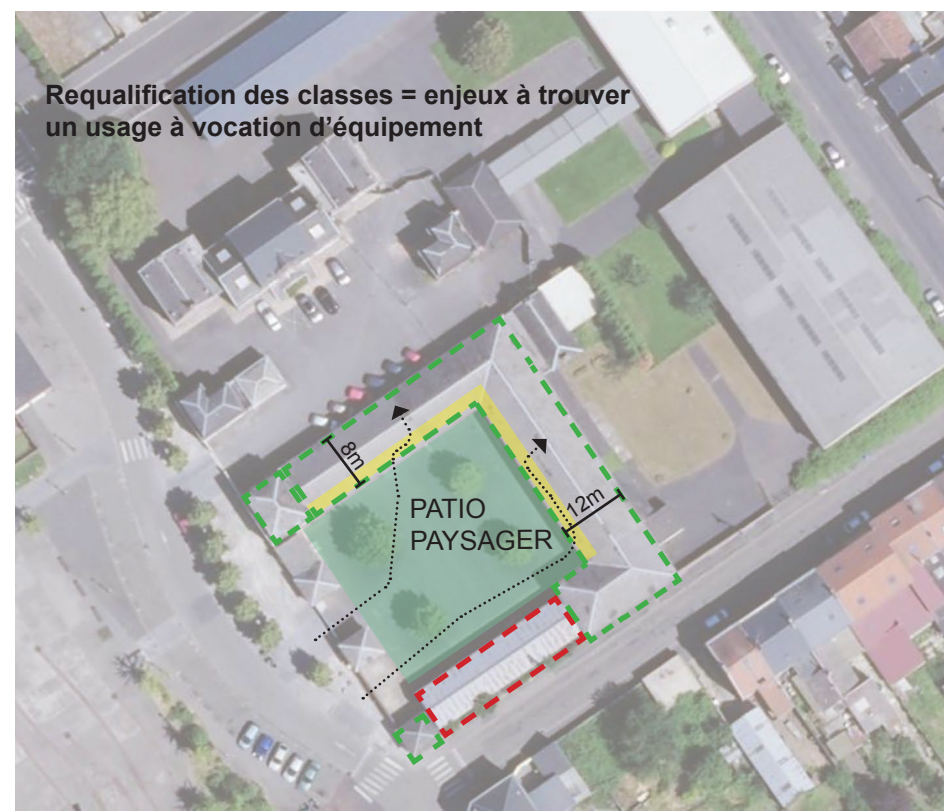 Requalification des classes = enjeux à trouver
un usage à vocation d'équipement
8m
PATIO
PAYSAGER
12m